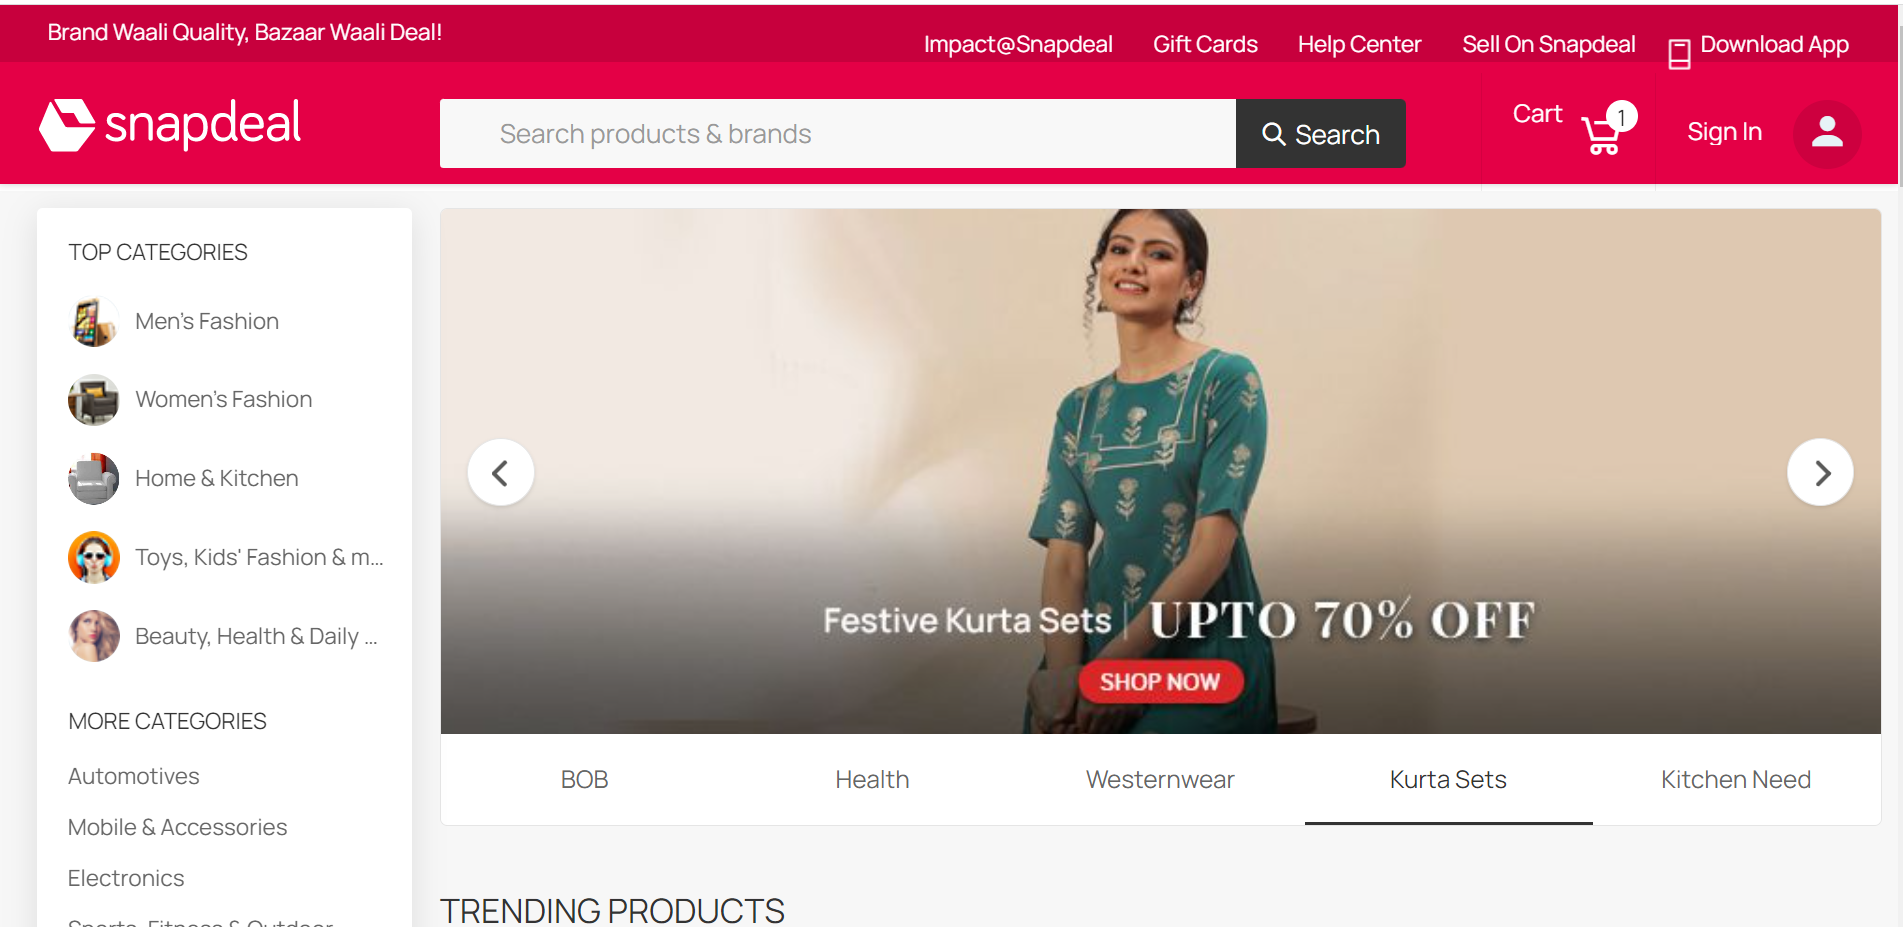 Brand Waali Quality, Bazaar Waali Deal!
Impact@Snapdeal
Gift Cards
Help Center
Sell On Snapdeal
Download App
snapdeal
Search products & brands
Search
Cart
1
Sign In
TOP CATEGORIES
Men's Fashion
Women's Fashion
Home & Kitchen
Toys, Kids' Fashion & m...
Beauty, Health & Daily ...
MORE CATEGORIES
Automotives
Mobile & Accessories
Electronics
Sports, Fitness & Outdoor
Festive Kurta Sets | UPTO 70% OFF
SHOP NOW
BOB
Health
Westernwear
Kurta Sets
Kitchen Need
TRENDING PRODUCTS